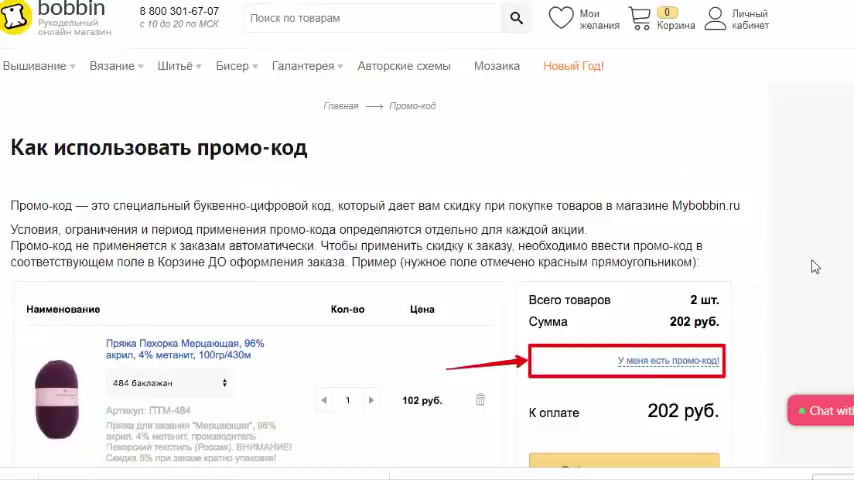 bobbin
Рукодельный
онлайн магазин
8 800 301-67-07
с 10 до 20 по МСК
Поиск по товарам
Мои
желания
0
Корзина
Личный
кабинет
Вышивание
Вязание
Шитьё
Бисер
Галантерея
Авторские схемы
Мозаика
Новый Год!
Главная
Промо-код
Как использовать промо-код
Промо-код — это специальный буквенно-цифровой код, который дает вам скидку при покупке товаров в магазине Mybobbin.ru
Условия, ограничения и период применения промо-кода определяются отдельно для каждой акции.
Промо-код не применяется к заказам автоматически. Чтобы применить скидку к заказу, необходимо ввести промо-код в
соответствующем поле в Корзине ДО оформления заказа. Пример (нужное поле отмечено красным прямоугольником):
Наименование
Кол-во
Цена
Пряжа Пехорка Мерцающая, 96%
акрил, 4% метанит, 100гр/430м
484 баклажан
1
102 руб.
Артикул: ПТМ-484
Пряжа для вязания "Мерцающая", 96%
акрил. 4% метанит, производитель
Пехорский текстиль (Россия). ВНИМАНИЕ!
Скидка 5% при заказе кратно упаковке!
Всего товаров 2 шт.
Сумма 202 руб.
У меня есть промо-код!
К оплате 202 руб.
Chat with